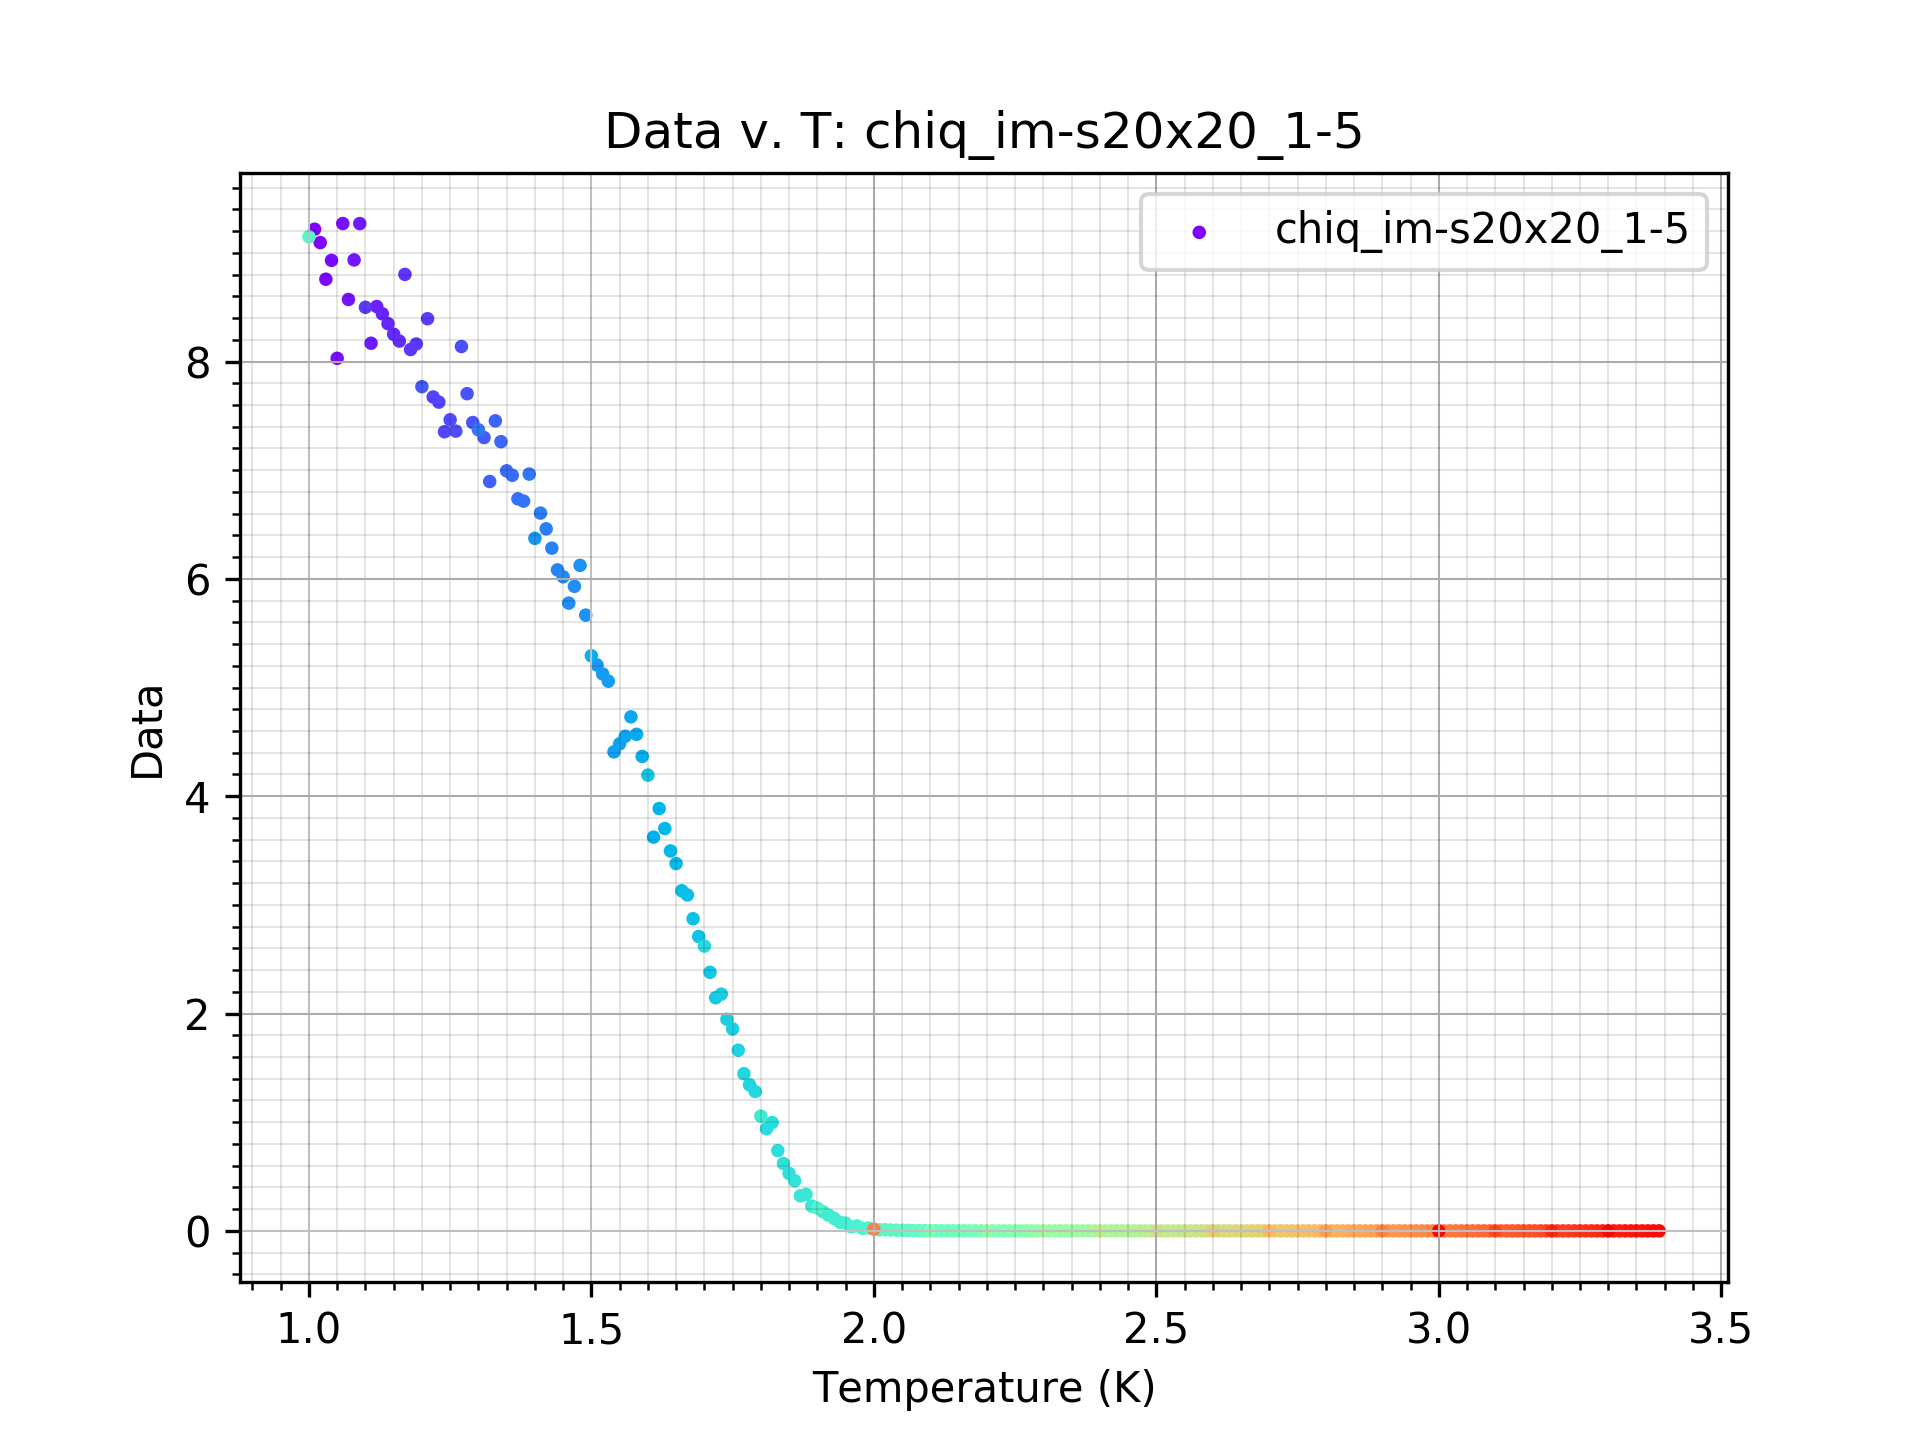 Data v. T: chiq_im-s20x20_1-5
chiq_im-s20x20_1-5
Data
8
6
4
2
0
1.0 1.5 2.0 2.5 3.0 3.5
Temperature (K)